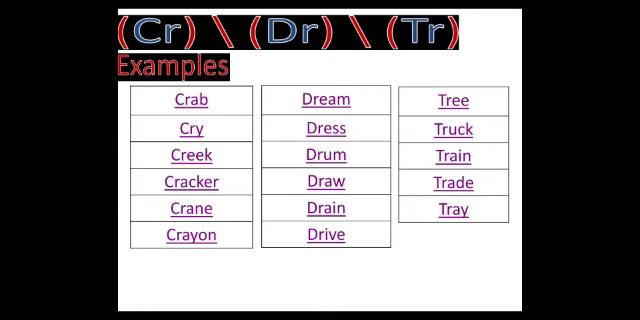 (Cr) \ (Dr) \ (Tr)
Examples
Crab Dream Tree
Cry Dress Truck
Creek Drum Train
Cracker Draw Trade
Crane Drain Tray
Crayon Drive